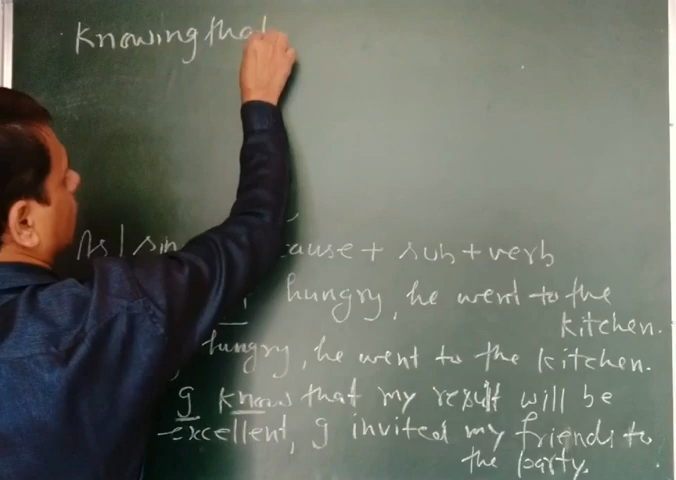 Knowing that
As / sin cause + sub + verb
hungry, he went to the
kitchen.
hungry, he went to the kitchen.
I know that my result will be
excellent, I invited my friends to
the party.